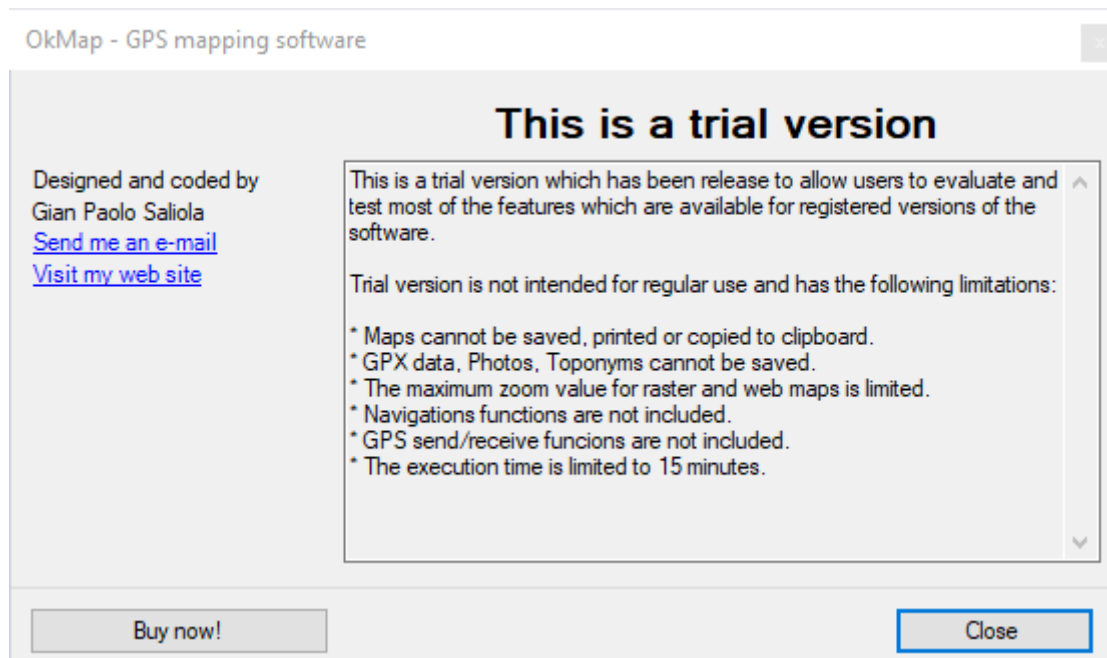 OkMap - GPS mapping software
x
This is a trial version
Designed and coded by
Gian Paolo Saliola
Send me an e-mail
Visit my web site
This is a trial version which has been release to allow users to evaluate and
test most of the features which are available for registered versions of the
software.
Trial version is not intended for regular use and has the following limitations:
* Maps cannot be saved, printed or copied to clipboard.
* GPX data, Photos, Toponyms cannot be saved.
* The maximum zoom value for raster and web maps is limited.
* Navigations functions are not included.
* GPS send/receive funcions are not included.
* The execution time is limited to 15 minutes.
Buy now!
Close